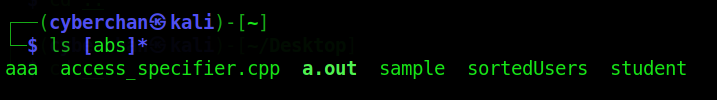 ┌──(cyberchan㉿kali)-[~]
└─$ ls [abs]*
aaa access_specifier.cpp a.out sample sortedUsers student